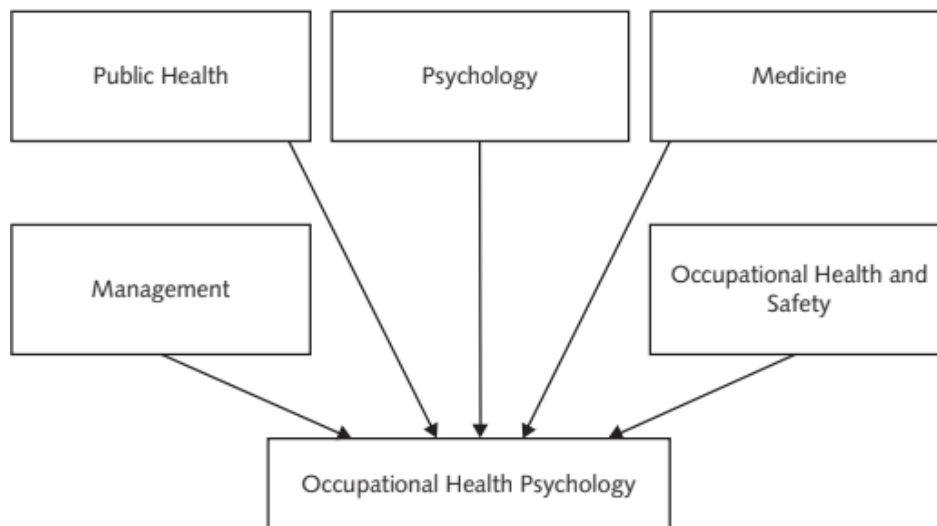 Public Health
Psychology
Medicine
Management
Occupational Health and
Safety
Occupational Health Psychology